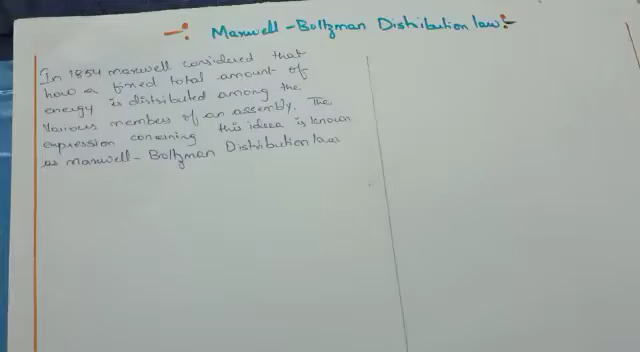 -:- Maxwell-Boltzman Distribution law:-
In 1854 maxwell considered that
how a fixed total amount of
energy is distributed among the
Various members of an assembly. The
expression concerning this idea is known
as maxwell-Boltzman Distribution law